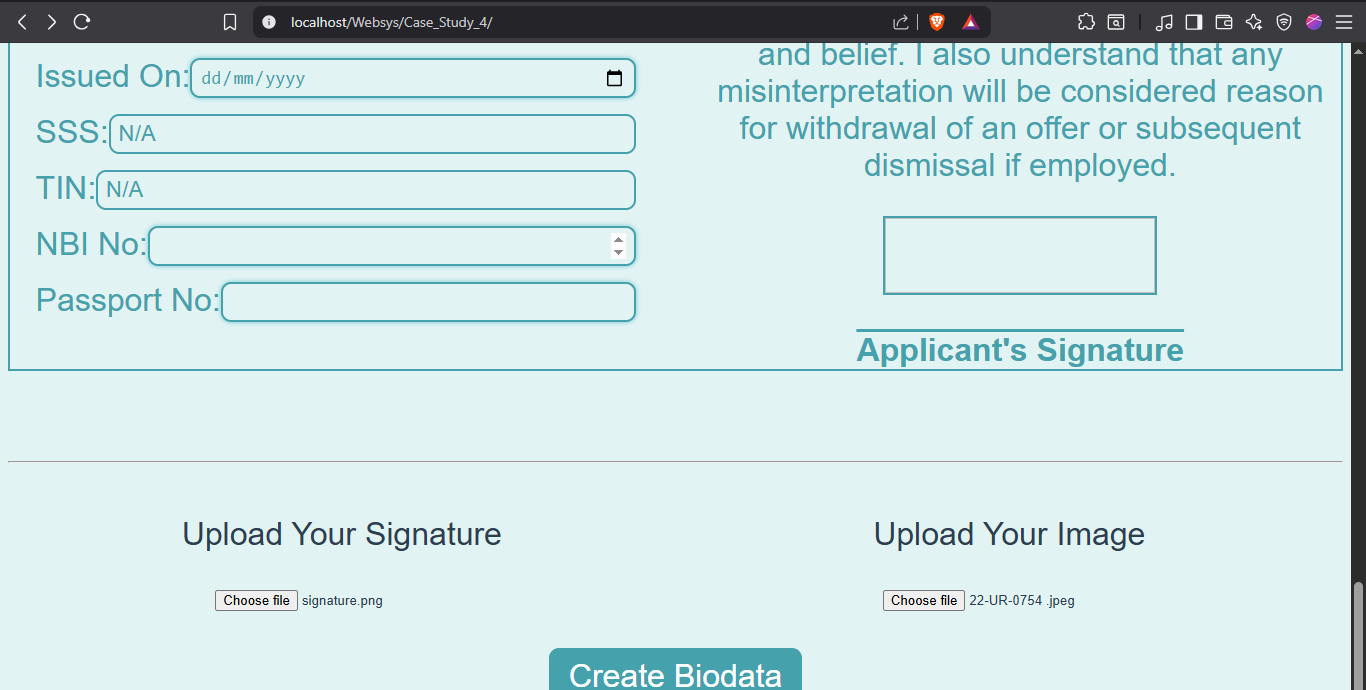 localhost/Websys/Case_Study_4/
Issued On: dd/mm/yyyy
SSS: N/A
TIN: N/A
NBI No:
Passport No:
and belief. I also understand that any
misinterpretation will be considered reason
for withdrawal of an offer or subsequent
dismissal if employed.
Applicant's Signature
Upload Your Signature
Choose file signature.png
Upload Your Image
Choose file 22-UR-0754 .jpeg
Create Biodata